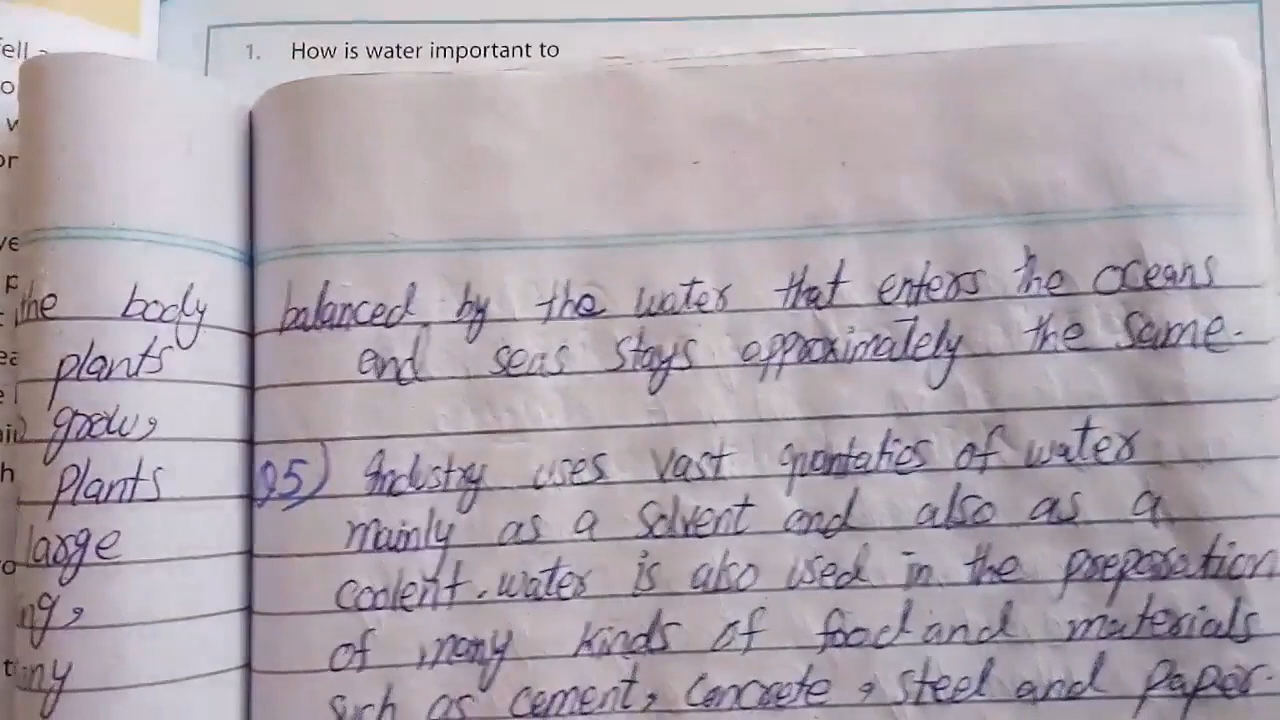 1. How is water important to
the body
plants
grow,
plants
large
ng,
ny
balanced by the water that enters the oceans
and seas stays approximately the same.
Q5) Industry uses vast quantaties of water
mainly as a solvent and also as a
coolent. water is also used in the preparation
of many kinds of food and materials
such as cement, concrete, steel and paper.